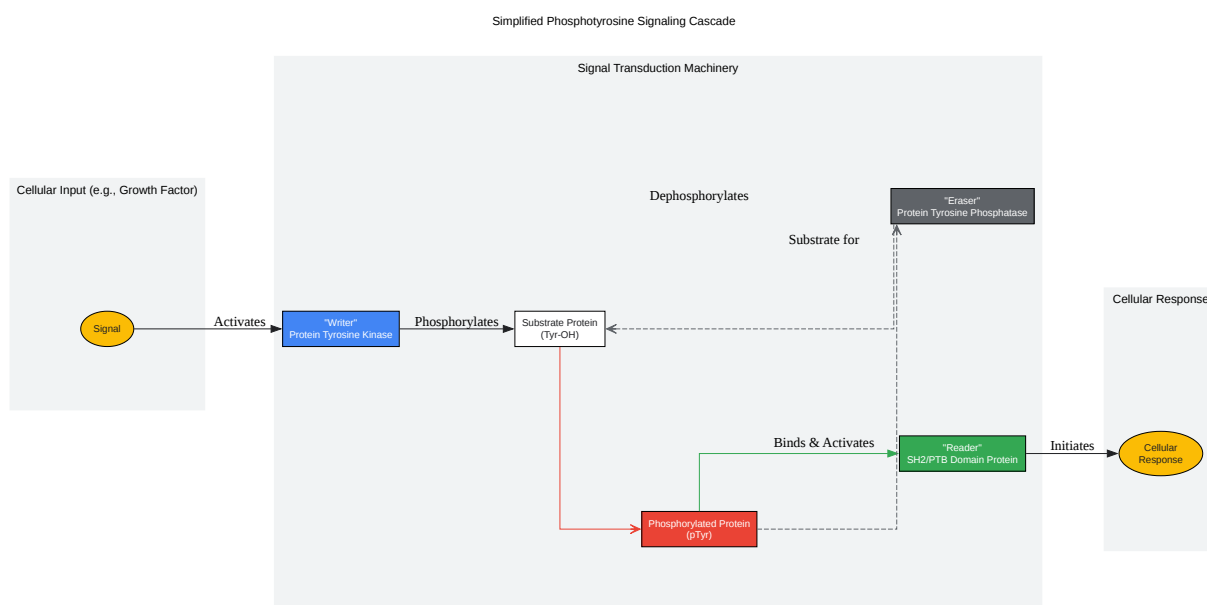 Simplified Phosphotyrosine Signaling Cascade
Signal Transduction Machinery
Cellular Input (e.g., Growth Factor)
Dephosphorylates
"Eraser"
Protein Tyrosine Phosphatase
Substrate for
Cellular Response
Signal
Activates
"Writer"
Protein Tyrosine Kinase
Phosphorylates
Substrate Protein
(Tyr-OH)
Binds & Activates
"Reader"
SH2/PTB Domain Protein
Initiates
Cellular
Response
Phosphorylated Protein
(pTyr)